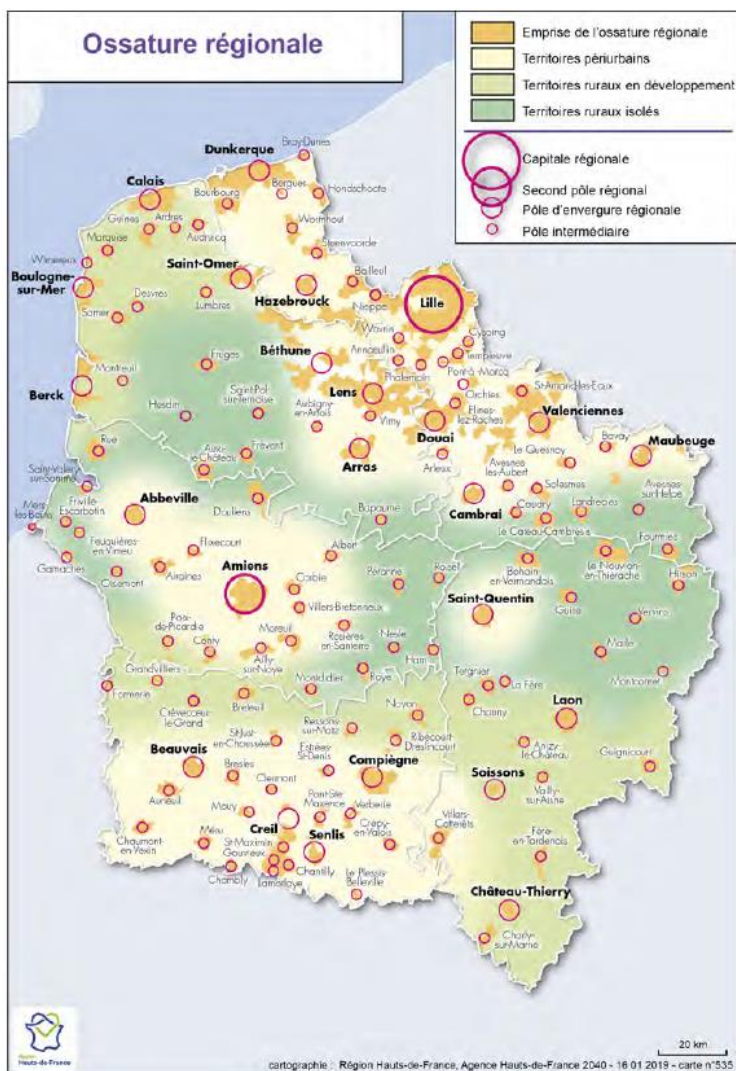 Ossature régionale
Emprise de l'ossature régionale
Territoires périurbains
Territoires ruraux en développement
Territoires ruraux isolés
Capitale régionale
Second pôle régional
Pôle d'envergure régionale
Pôle intermédiaire
Bray-Dunes
Dunkerque
Calais
Bourbourg
Bergues
Hondschoote
Guînes
Ardres
Audruicq
Wormhout
Marquise
Steenvoorde
Wimereux
Saint-Omer
Bailleul
Boulogne-
sur-Mer
Hazebrouck
Lille
Desvres
Lumbres
Nieppe
Samer
Wavrin
Cysoing
Béthune
Annœullin
Templeuve
Fruges
Phalempin
Pont-à-Marcq
Montreuil
St-Amand-les-Eaux
Berck
Lens
Orchies
Saint-Pol-
sur-Ternoise
Aubigny-
en-Artois
Flines-
lez-Raches
Valenciennes
Hesdin
Vimy
Douai
Bavay
Maubeuge
Rue
Auxi-
le-Château
Frévent
Arras
Arleux
Le Quesnoy
Avesnes
les-Aubert
Saint-Valery
sur-Somme
Solesmes
Avesnes-
sur-Helpe
Mers-
les-Bains
Friville-
Escarbotin
Abbeville
Doullens
Bapaume
Cambrai
Caudry
Landrecies
Le Cateau-Cambrésis
Feuquières-
en-Vimeu
Flixecourt
Albert
Fourmies
Gamaches
Oisemont
Airaines
Amiens
Corbie
Péronne
Roisel
Bohain-
en-Vermandois
Le Nouvion-
en-Thiérache
Hirson
Saint-Quentin
Guise
Vervins
Poix-
de-Picardie
Villers-Bretonneux
Conty
Moreuil
Rosières-
en-Santerre
Nesle
Marle
Ailly-
sur-Noye
Ham
Montcornet
Grandvilliers
Montdidier
Roye
Tergnier
La Fère
Formerie
Crèvecœur-
le-Grand
Breteuil
Chauny
Laon
Ressons-
sur-Matz
Noyon
St-Just-
en-Chaussée
Ribécourt-
Dreslincourt
Anizy-
le-Château
Guignicourt
Beauvais
Estrées-
St-Denis
Bresles
Compiègne
Clermont
Soissons
Vailly-
sur-Aisne
Auneuil
Pont-Ste-
Maxence
Verberie
Mouy
Villers-
Cotterêts
Creil
Crépy-
en-Valois
Chaumont-
en-Vexin
Méru
St-Maximin
Senlis
Fère-
en-Tardenois
Gouvieux
Chantilly
Chambly
Lamorlaye
Le Plessis-
Belleville
Château-Thierry
Charly-
sur-Marne
Région
Hauts-de-France
20 km
cartographie : Région Hauts-de-France, Agence Hauts-de-France 2040 - 16 01 2019 - carte n°535